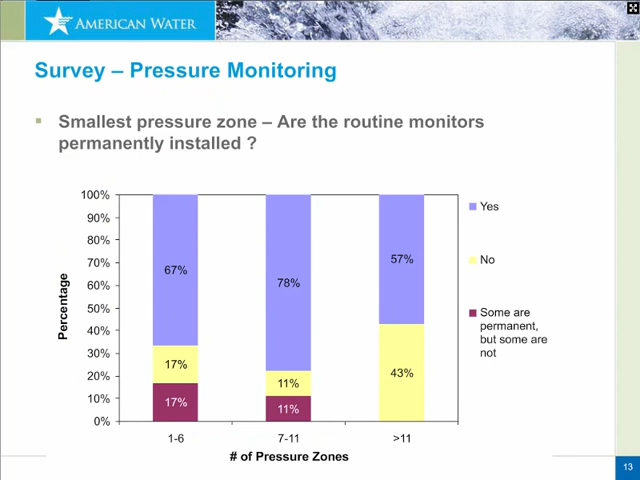 AMERICAN WATER
Survey – Pressure Monitoring
Smallest pressure zone – Are the routine monitors
permanently installed ?
100%
90%
80%
70%
60%
50%
40%
30%
20%
10%
0%
Percentage
67%
17%
17%
78%
11%
11%
57%
43%
1-6
7-11
>11
# of Pressure Zones
Yes
No
Some are
permanent,
but some are
not
13